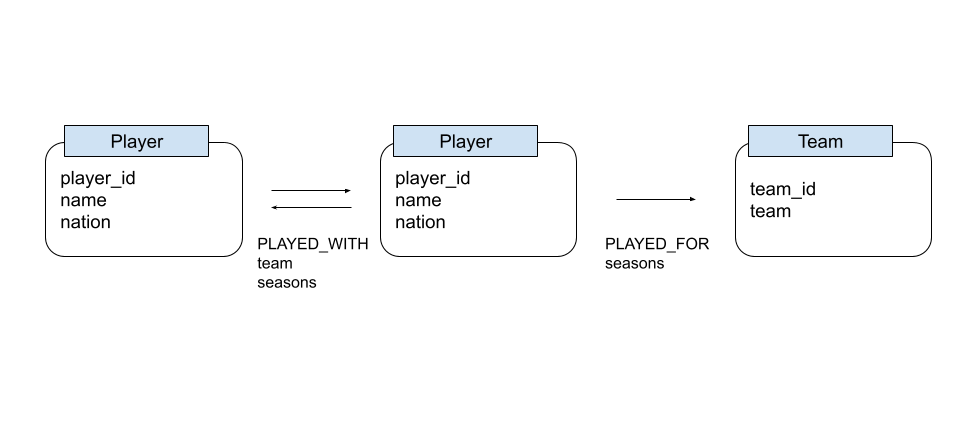 Player
player_id
name
nation
PLAYED_WITH
team
seasons
Player
player_id
name
nation
PLAYED_FOR
seasons
Team
team_id
team